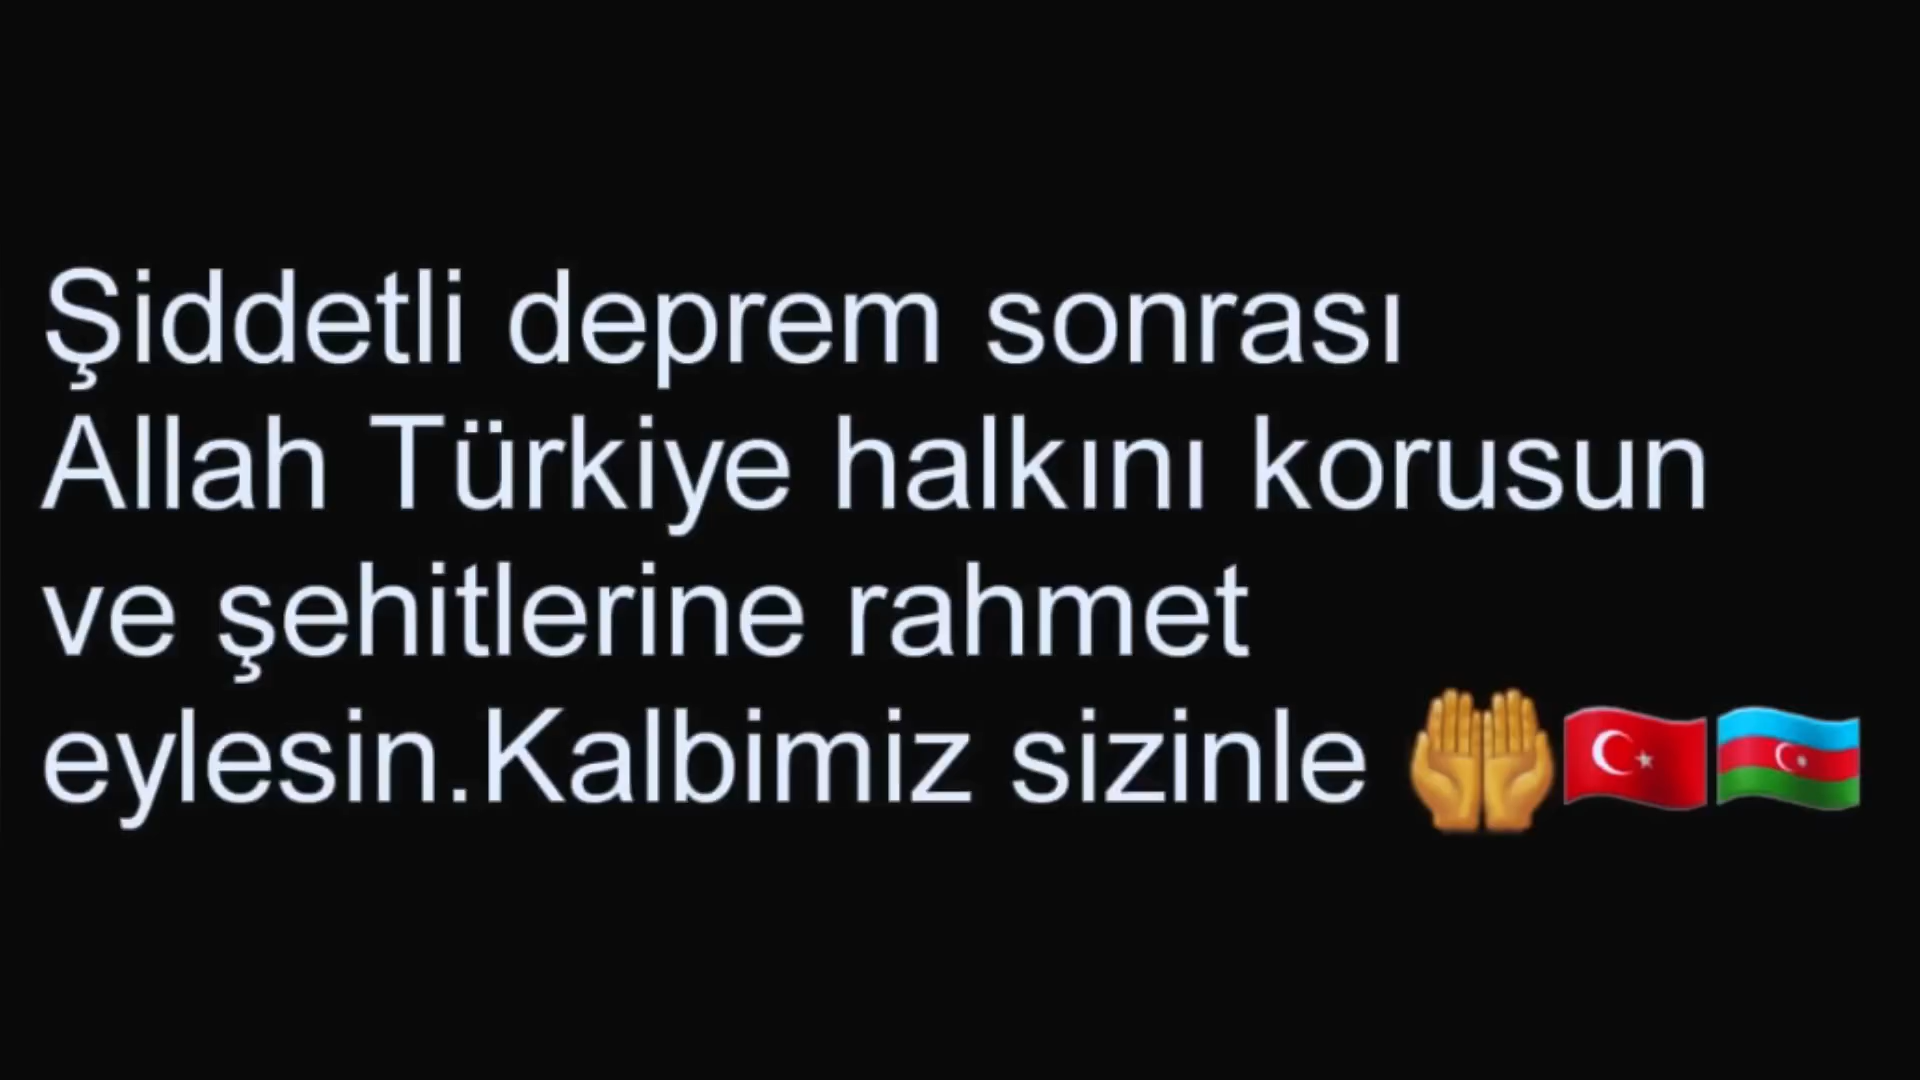 Şiddetli deprem sonrası
Allah Türkiye halkını korusun
ve şehitlerine rahmet
eylesin.Kalbimiz sizinle 🤲🇹🇷🇦🇿